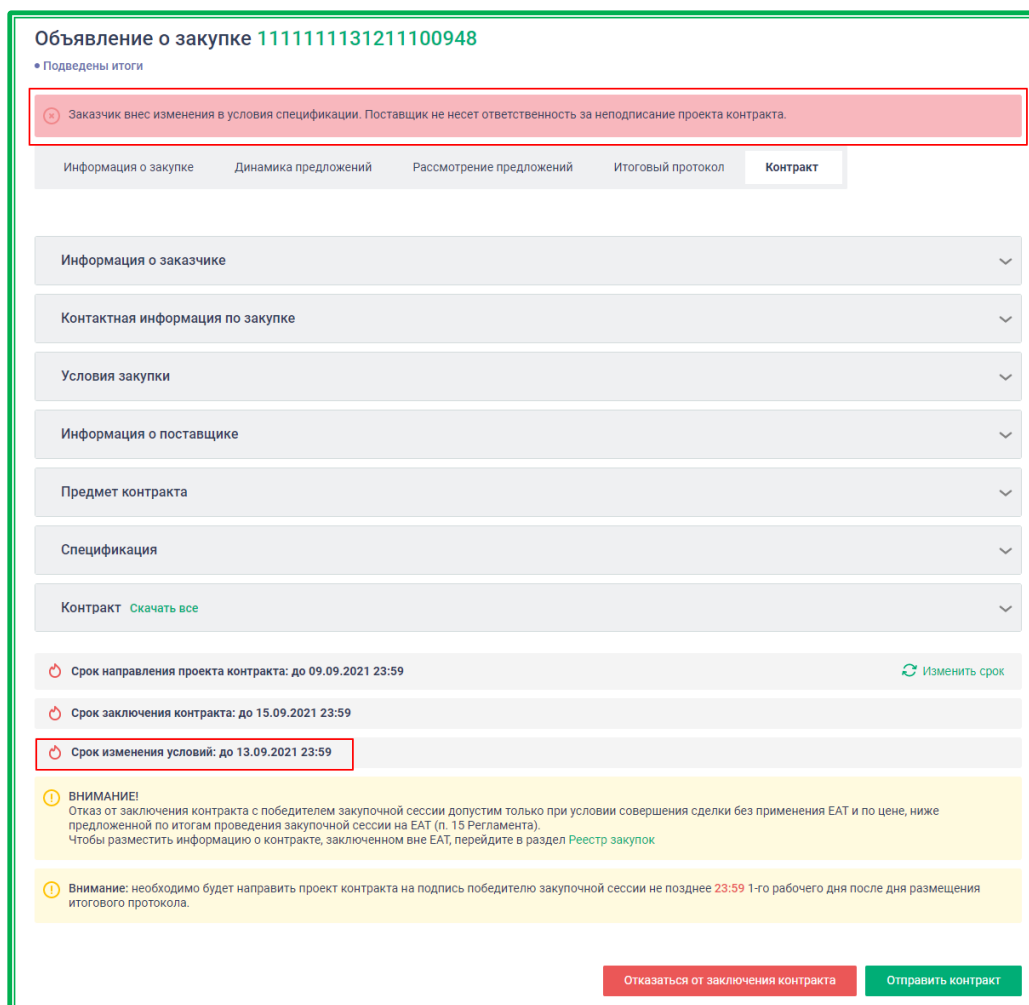 Объявление о закупке 1111111131211100948
• Подведены итоги
Заказчик внес изменения в условия спецификации. Поставщик не несет ответственность за неподписание проекта контракта.
Информация о закупке Динамика предложений Рассмотрение предложений Итоговый протокол Контракт
Информация о заказчике
Контактная информация по закупке
Условия закупки
Информация о поставщике
Предмет контракта
Спецификация
Контракт Скачать все
Срок направления проекта контракта: до 09.09.2021 23:59 Изменить срок
Срок заключения контракта: до 15.09.2021 23:59
Срок изменения условий: до 13.09.2021 23:59
ВНИМАНИЕ!
Отказ от заключения контракта с победителем закупочной сессии допустим только при условии совершения сделки без применения ЕАТ и по цене, ниже
предложенной по итогам проведения закупочной сессии на ЕАТ (п. 15 Регламента).
Чтобы разместить информацию о контракте, заключенном вне ЕАТ, перейдите в раздел Реестр закупок
Внимание: необходимо будет направить проект контракта на подпись победителю закупочной сессии не позднее 23:59 1-го рабочего дня после дня размещения
итогового протокола.
Отказаться от заключения контракта Отправить контракт